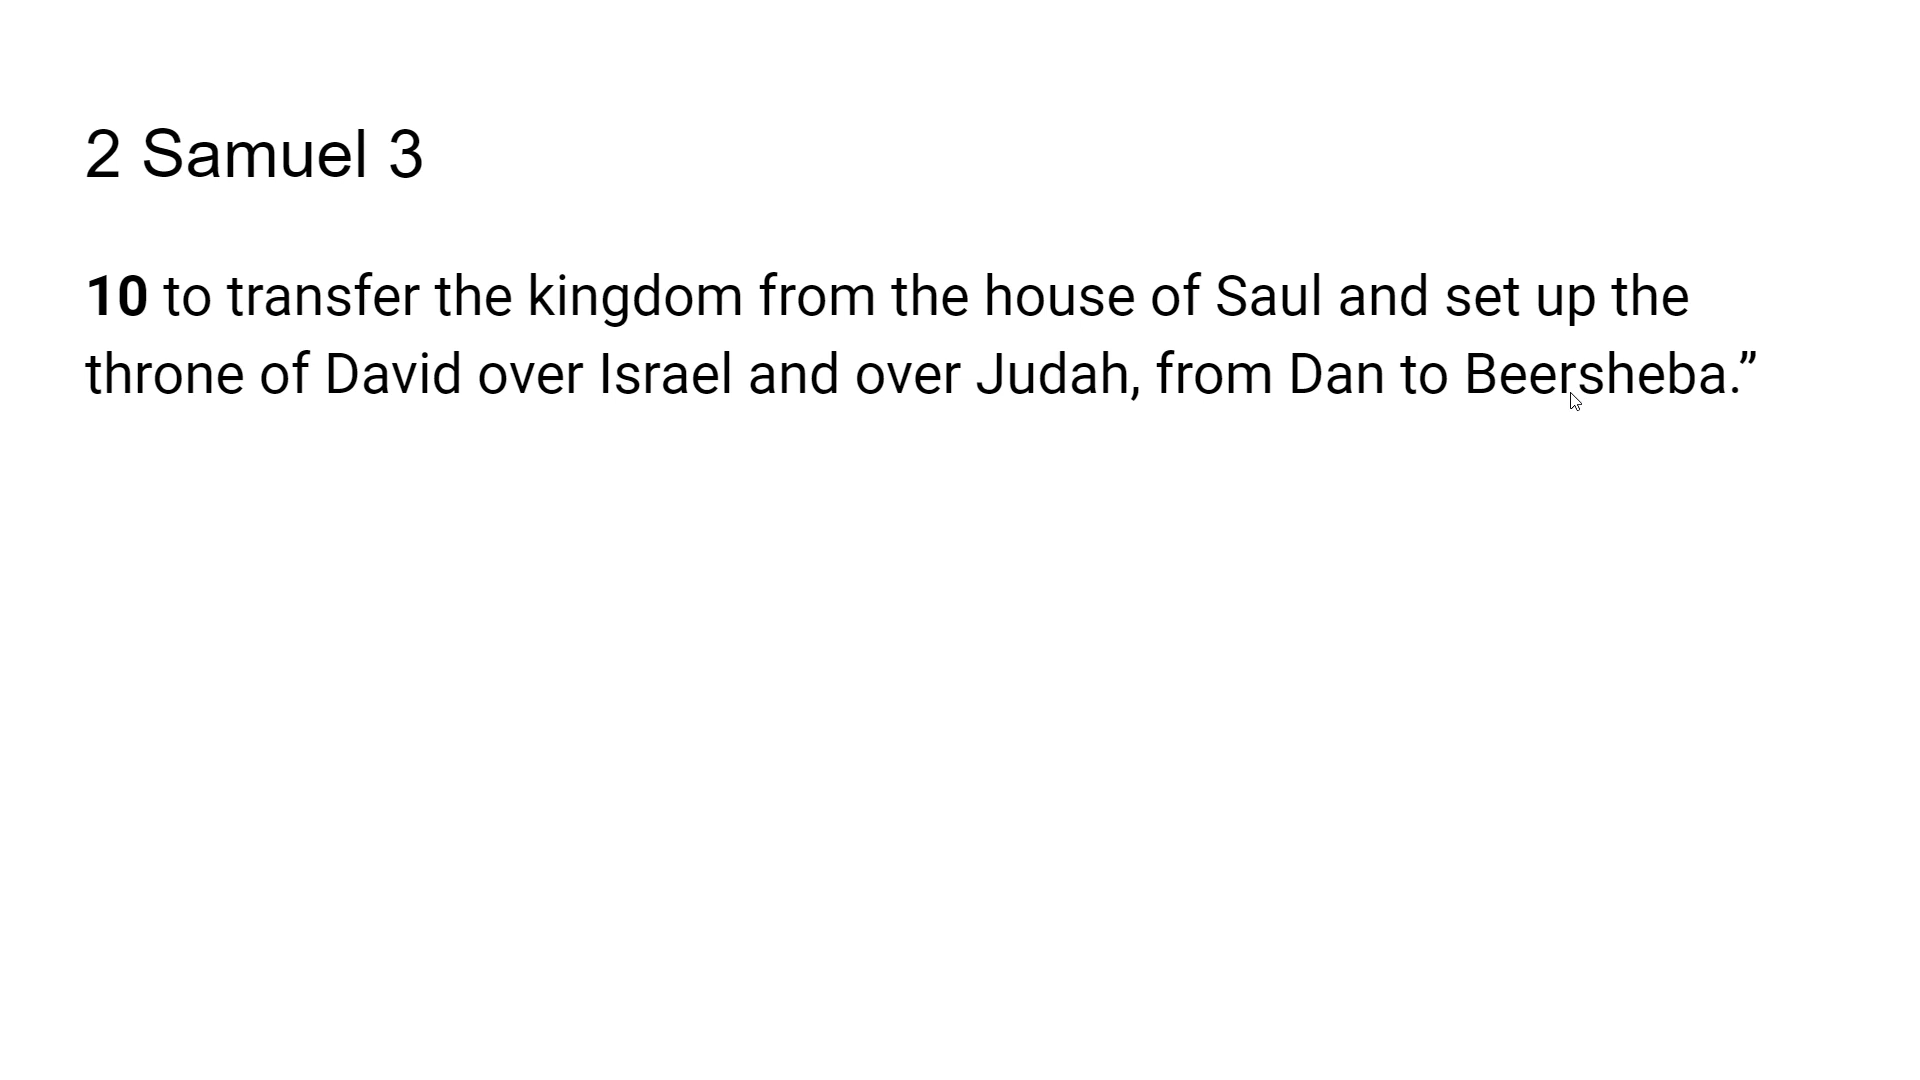 2 Samuel 3
10 to transfer the kingdom from the house of Saul and set up the
throne of David over Israel and over Judah, from Dan to Beersheba.”